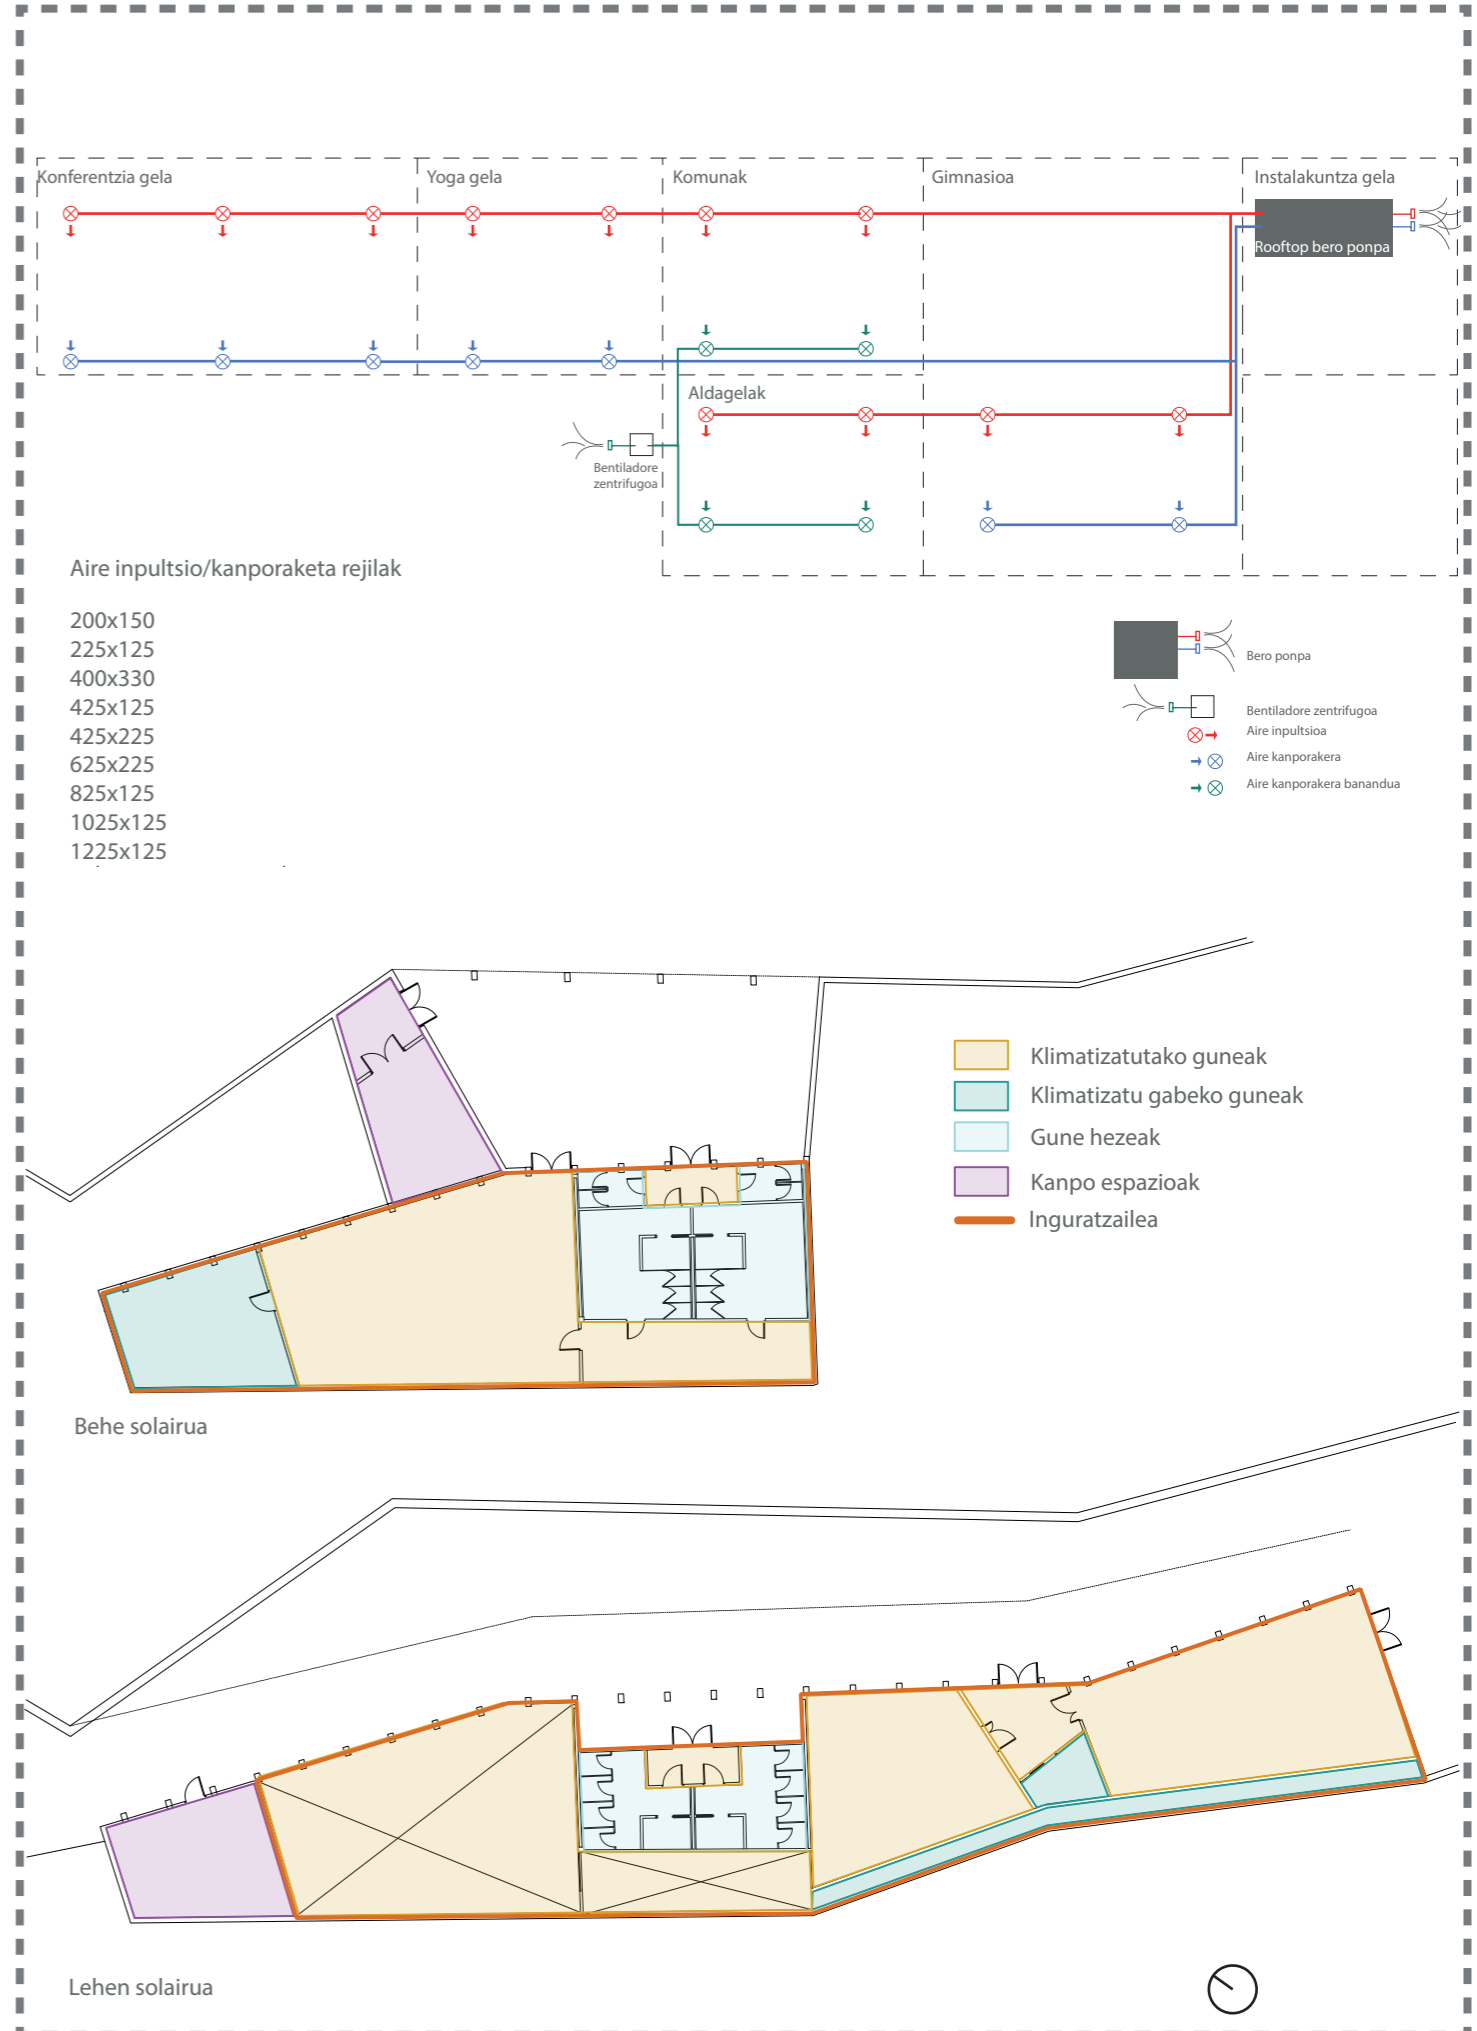 Konferentzia gela
Yoga gela
Komunak
Gimnasioa
Instalakuntza gela
Rooftop bero ponpa
Aldagelak
Bentiladore
zentrifugoa
Aire inpultsio/kanporaketa rejilak
200x150
225x125
400x330
425x125
425x225
625x225
825x125
1025x125
1225x125
Bero ponpa
Bentiladore zentrifugoa
Aire inpultsioa
Aire kanporakera
Aire kanporakera banandua
Klimatizatutako guneak
Klimatizatu gabeko guneak
Gune hezeak
Kanpo espazioak
Inguratzailea
Behe solairua
Lehen solairua